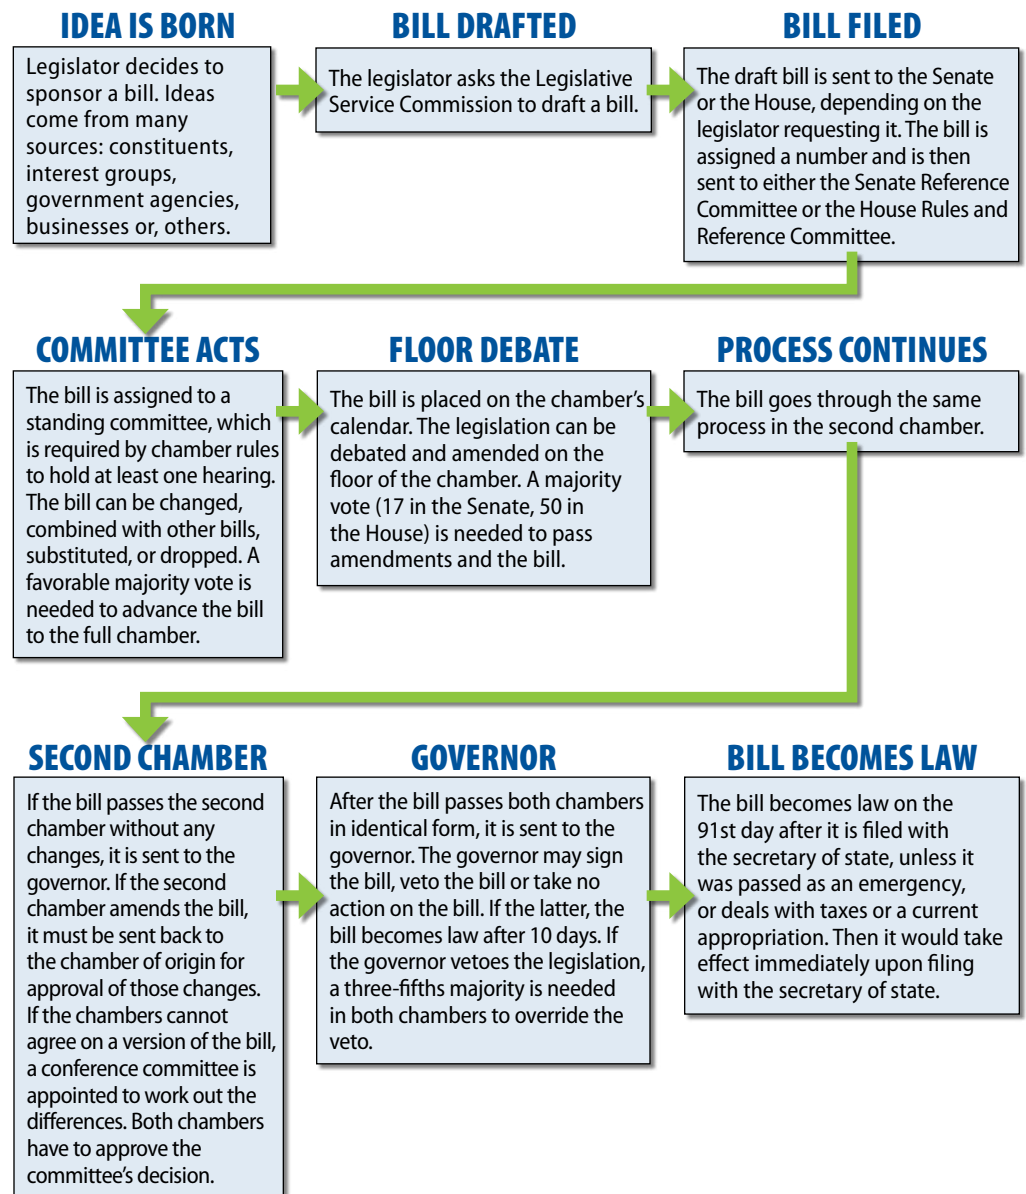 IDEA IS BORN
Legislator decides to
sponsor a bill. Ideas
come from many
sources: constituents,
interest groups,
government agencies,
businesses or, others.
BILL DRAFTED
The legislator asks the Legislative
Service Commission to draft a bill.
BILL FILED
The draft bill is sent to the Senate
or the House, depending on the
legislator requesting it. The bill is
assigned a number and is then
sent to either the Senate Reference
Committee or the House Rules and
Reference Committee.
COMMITTEE ACTS
The bill is assigned to a
standing committee, which
is required by chamber rules
to hold at least one hearing.
The bill can be changed,
combined with other bills,
substituted, or dropped. A
favorable majority vote is
needed to advance the bill
to the full chamber.
FLOOR DEBATE
The bill is placed on the chamber's
calendar. The legislation can be
debated and amended on the
floor of the chamber. A majority
vote (17 in the Senate, 50 in
the House) is needed to pass
amendments and the bill.
PROCESS CONTINUES
The bill goes through the same
process in the second chamber.
SECOND CHAMBER
If the bill passes the second
chamber without any
changes, it is sent to the
governor. If the second
chamber amends the bill,
it must be sent back to
the chamber of origin for
approval of those changes.
If the chambers cannot
agree on a version of the bill,
a conference committee is
appointed to work out the
differences. Both chambers
have to approve the
committee's decision.
GOVERNOR
After the bill passes both chambers
in identical form, it is sent to the
governor. The governor may sign
the bill, veto the bill or take no
action on the bill. If the latter, the
bill becomes law after 10 days. If
the governor vetoes the legislation,
a three-fifths majority is needed
in both chambers to override the
veto.
BILL BECOMES LAW
The bill becomes law on the
91st day after it is filed with
the secretary of state, unless it
was passed as an emergency,
or deals with taxes or a current
appropriation. Then it would take
effect immediately upon filing
with the secretary of state.